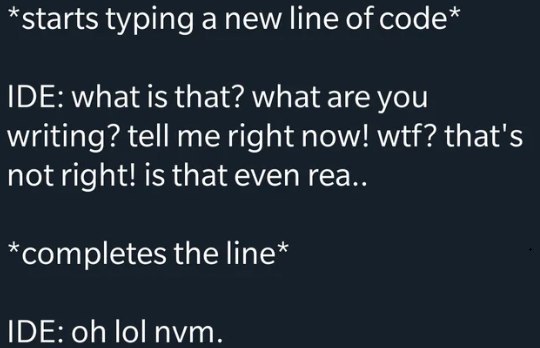 *starts typing a new line of code*
IDE: what is that? what are you
writing? tell me right now! wtf? that's
not right! is that even rea..
*completes the line*
IDE: oh lol nvm.